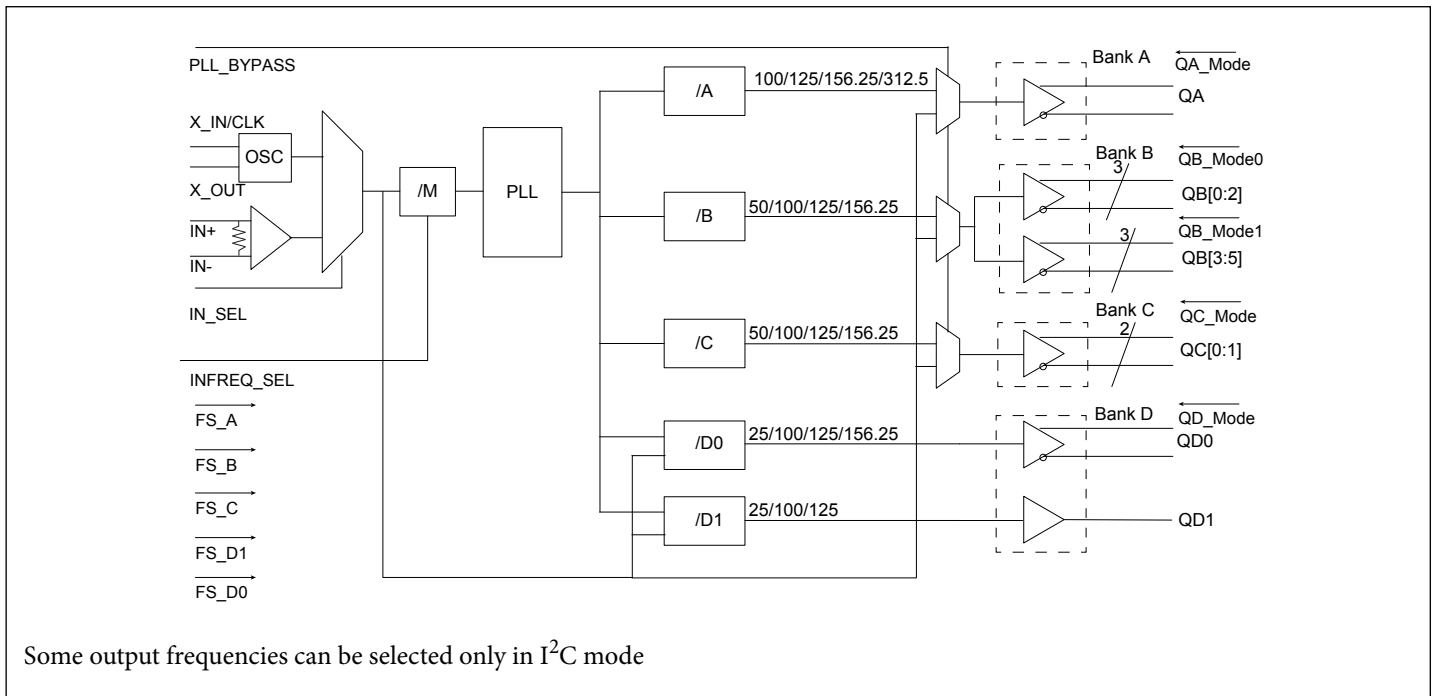 PLL_BYPASS
X_IN/CLK
OSC
X_OUT
IN+
IN-
IN_SEL
INFREQ_SEL
FS_A
FS_B
FS_C
FS_D1
FS_D0
/M
PLL
/A
100/125/156.25/312.5
/B
50/100/125/156.25
/C
50/100/125/156.25
/D0
25/100/125/156.25
/D1
25/100/125
Bank A
QA_Mode
QA
Bank B
QB_Mode0
3
QB[0:2]
QB_Mode1
3
QB[3:5]
Bank C
QC_Mode
2
QC[0:1]
Bank D
QD_Mode
QD0
QD1
Some output frequencies can be selected only in I²C mode